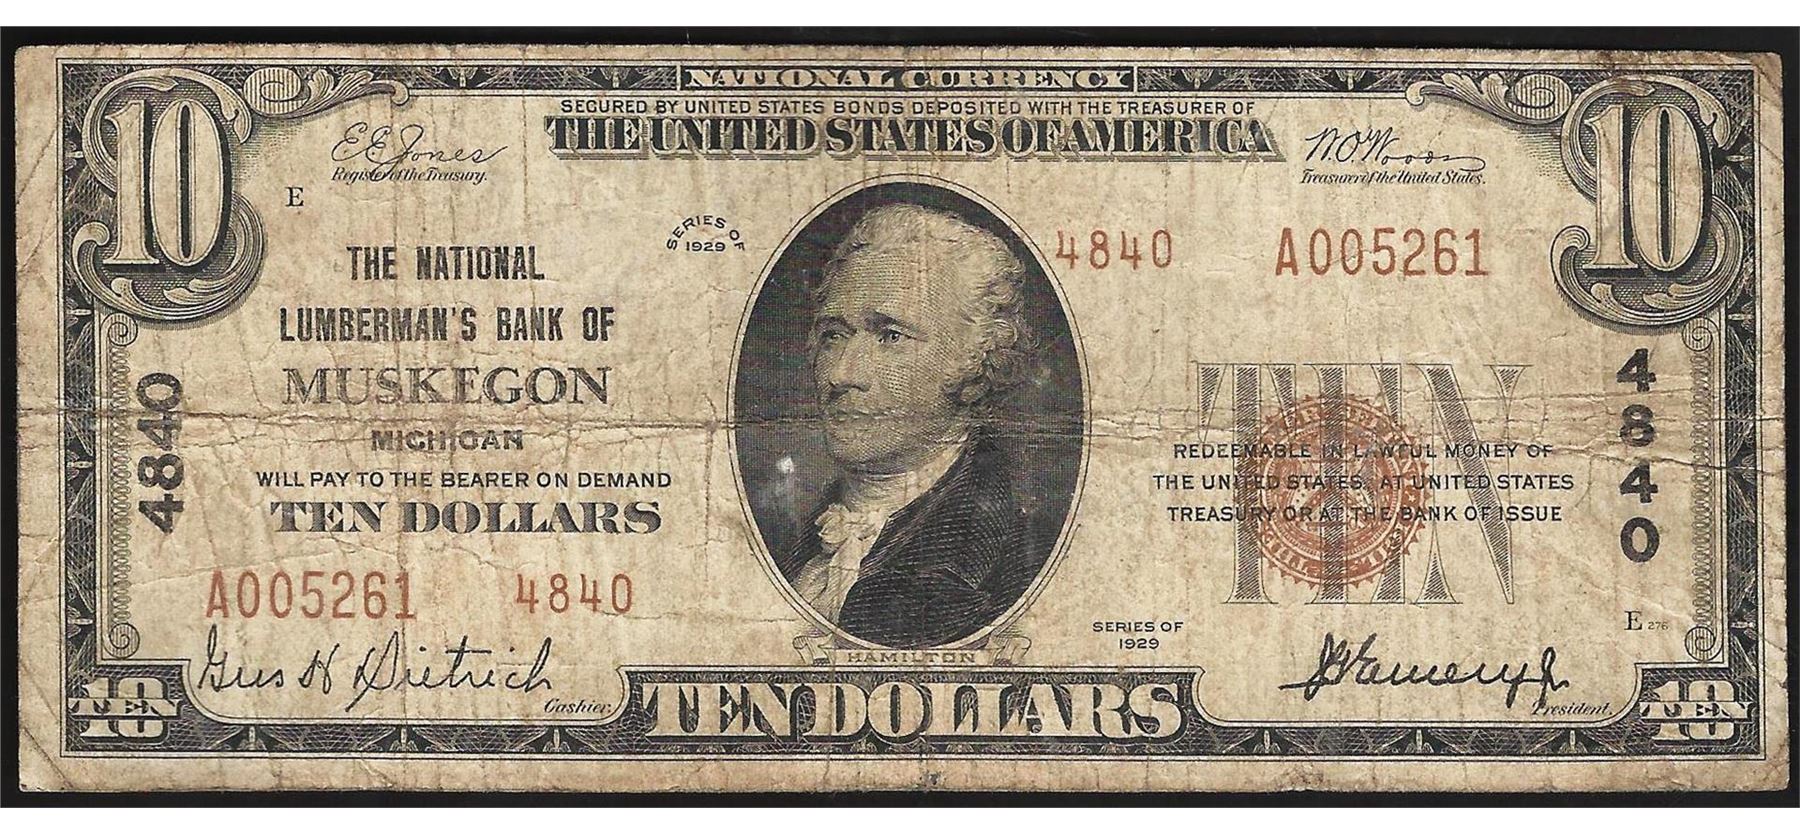 NATIONAL CURRENCY
SECURED BY UNITED STATES BONDS DEPOSITED WITH THE TREASURER OF
THE UNITED STATES OF AMERICA
10
10
E.E. Jones
Register of the Treasury.
W.O. Woods
Treasurer of the United States.
E
SERIES OF
1929
4840 A005261
THE NATIONAL
LUMBERMAN'S BANK OF
MUSKEGON
MICHIGAN
WILL PAY TO THE BEARER ON DEMAND
TEN DOLLARS
4840
4840
TEN
REDEEMABLE IN LAWFUL MONEY OF
THE UNITED STATES AT UNITED STATES
TREASURY OR AT THE BANK OF ISSUE
A005261 4840
E 276
SERIES OF
1929
HAMILTON
Gus H Dietrich
Cashier.
President.
10
TEN
TEN DOLLARS
10
TEN